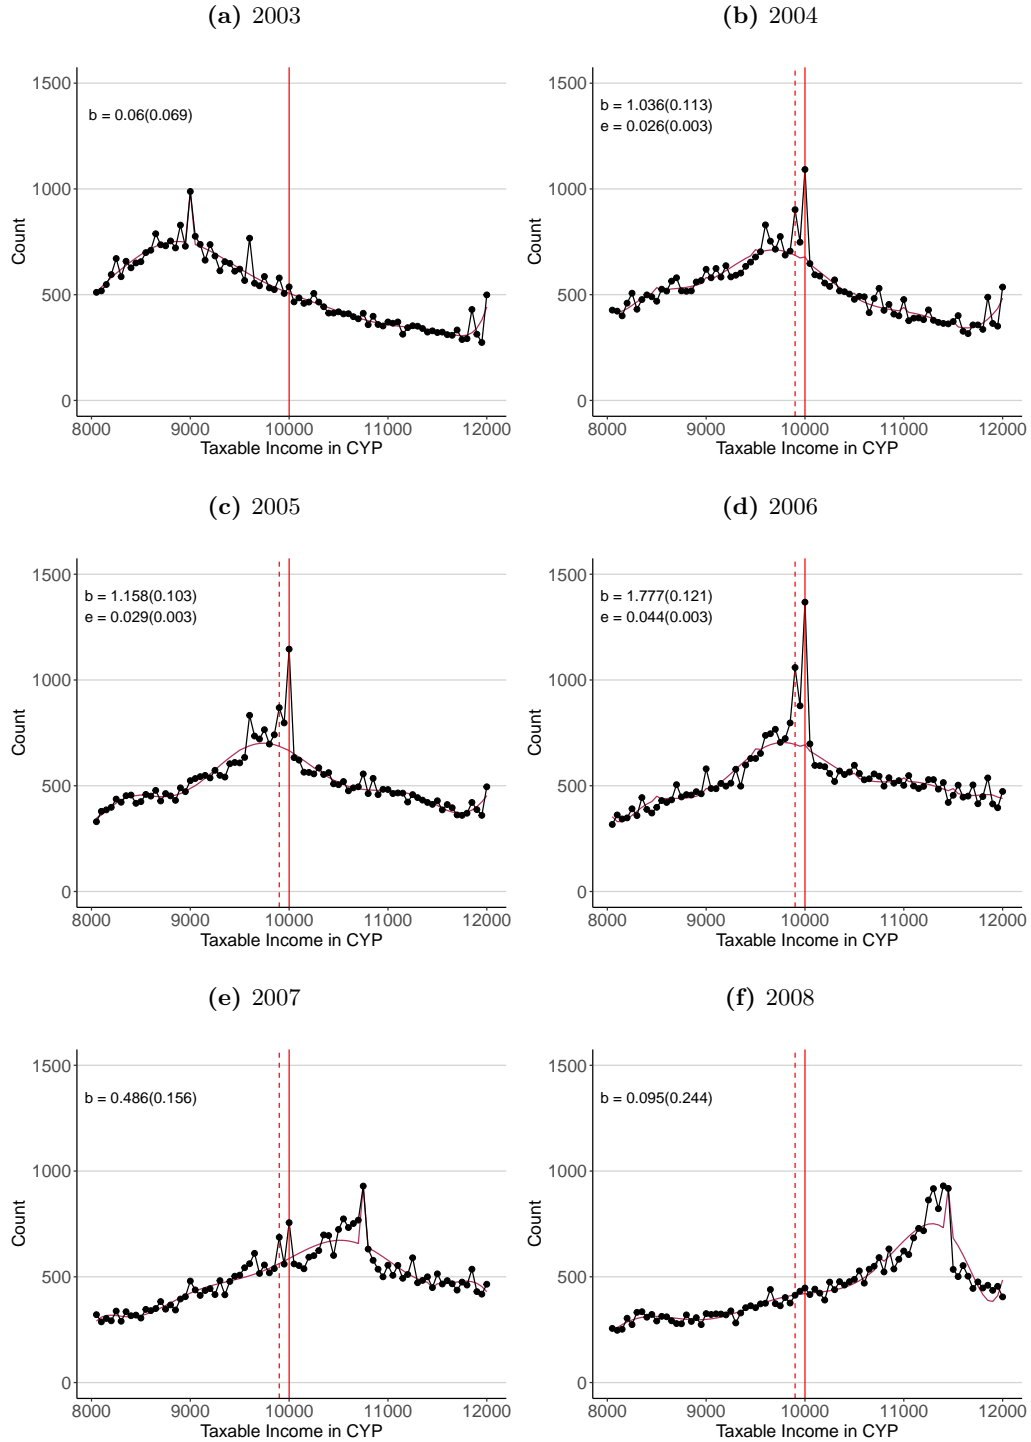 (a) 2003
1500
b = 0.06(0.069)
1000
Count
500
0
8000 9000 10000 11000 12000
Taxable Income in CYP
(b) 2004
1500
b = 1.036(0.113)
e = 0.026(0.003)
1000
Count
500
0
8000 9000 10000 11000 12000
Taxable Income in CYP
(c) 2005
1500
b = 1.158(0.103)
e = 0.029(0.003)
1000
Count
500
0
8000 9000 10000 11000 12000
Taxable Income in CYP
(d) 2006
1500
b = 1.777(0.121)
e = 0.044(0.003)
1000
Count
500
0
8000 9000 10000 11000 12000
Taxable Income in CYP
(e) 2007
1500
b = 0.486(0.156)
1000
Count
500
0
8000 9000 10000 11000 12000
Taxable Income in CYP
(f) 2008
1500
b = 0.095(0.244)
1000
Count
500
0
8000 9000 10000 11000 12000
Taxable Income in CYP